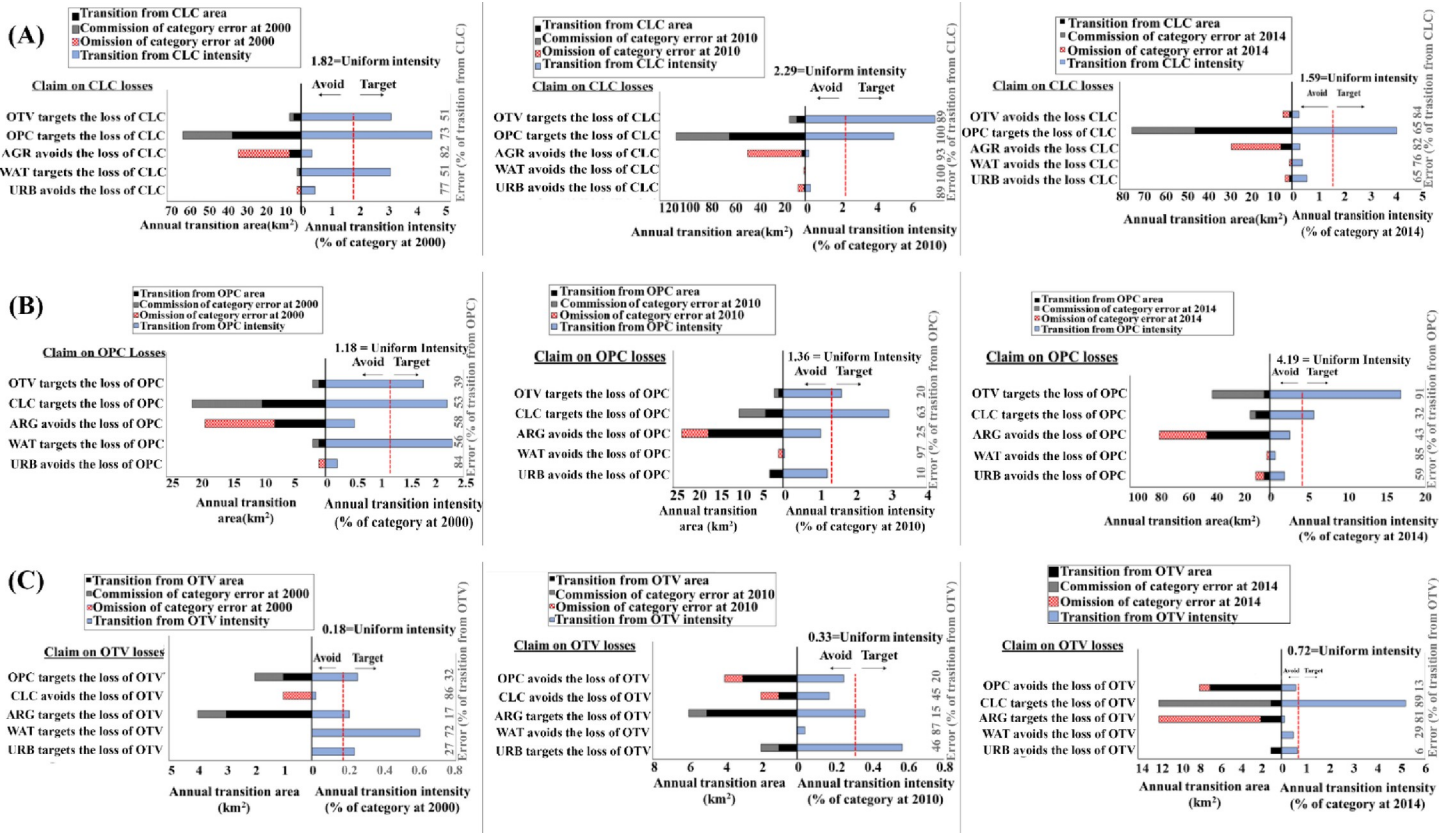 (A)
Transition from CLC area
Commission of category error at 2000
Omission of category error at 2000
Transition from CLC intensity
1.82=Uniform intensity
Avoid Target
Claim on CLC losses
OTV targets the loss of CLC
OPC targets the loss of CLC
AGR avoids the loss of CLC
WAT targets the loss of CLC
URB avoids the loss of CLC
77 51 82 73 51
Error (% of trasition from CLC)
70 60 50 40 30 20 10 0 1 2 3 4 5
Annual transition area(km²)
Annual transition intensity
(% of category at 2000)
Transition from CLC area
Commission of category error at 2010
Omission of category error at 2010
Transition from CLC intensity
2.29=Uniform intensity
Avoid Target
Claim on CLC losses
OTV targets the loss of CLC
OPC targets the loss of CLC
AGR avoids the loss of CLC
WAT avoids the loss of CLC
URB avoids the loss of CLC
89 100 93 100 89
Error (% of trasition from CLC)
120 100 80 60 40 20 0 2 4 6
Annual transition area(km²)
Annual transition intensity
(% of category at 2010)
Transition from CLC area
Commission of category error at 2014
Omission of category error at 2014
Transition from CLC intensity
1.59=Uniform intensity
Avoid Target
Claim on CLC losses
OTV avoids the loss CLC
OPC targets the loss CLC
AGR avoids the loss CLC
WAT avoids the loss CLC
URB avoids the loss CLC
65 76 82 65 84
Error (% of trasition from CLC)
80 70 60 50 40 30 20 10 0 1 2 3 4 5
Annual transition area(km²)
Annual transition intensity
(% of category at 2014)
(B)
Transition from OPC area
Commission of category error at 2000
Omission of category error at 2000
Transition from OPC intensity
1.18 = Uniform Intensity
Avoid Target
Claim on OPC Losses
OTV targets the loss of OPC
CLC targets the loss of OPC
ARG avoids the loss of OPC
WAT targets the loss of OPC
URB avoids the loss of OPC
84 56 58 53 39
Error (% of trasition from OPC)
25 20 15 10 5 0 0.5 1 1.5 2 2.5
Annual transition
area(km²)
Annual transition intensity
(% of category at 2000)
Transition from OPC area
Commission of category error at 2010
Omission of category error at 2010
Transition from OPC intensity
1.36 = Uniform Intensity
Avoid Target
Claim on OPC losses
OTV targets the loss of OPC
CLC targets the loss of OPC
ARG avoids the loss of OPC
WAT avoids the loss of OPC
URB avoids the loss of OPC
10 97 25 63 20
Error (% of trasition from OPC)
25 20 15 10 5 0 1 2 3 4
Annual transition
area (km²)
Annual transition intensity
(% of category at 2010)
Transition from OPC area
Commission of category error at 2014
Omission of category error at 2014
Transition from OPC intensity
4.19 = Uniform Intensity
Avoid Target
Claim on OPC losses
OTV targets the loss of OPC
CLC targets the loss of OPC
ARG avoids the loss of OPC
WAT avoids the loss of OPC
URB avoids the loss of OPC
59 85 43 32 91
Error (% of trasition from OPC)
100 80 60 40 20 0 5 10 15 20
Annual transition area(km²)
Annual transition intensity
(% of category at 2014)
(C)
Transition from OTV area
Commission of category error at 2000
Omission of category error at 2000
Transition from OTV intensity
0.18=Uniform intensity
Avoid Target
Claim on OTV losses
OPC targets the loss of OTV
CLC avoids the loss of OTV
ARG targets the loss of OTV
WAT targets the loss of OTV
URB targets the loss of OTV
27 72 17 86 32
Error (% of trasition from OTV)
5 4 3 2 1 0 0.2 0.4 0.6 0.8
Annual transition area
(km²)
Annual transition intensity
(% of category at 2000)
Transition from OTV area
Commission of category error at 2010
Omission of category error at 2010
Transition from OTV intensity
0.33=Uniform intensity
Avoid Target
Claim on OTV losses
OPC avoids the loss of OTV
CLC avoids the loss of OTV
ARG targets the loss of OTV
WAT avoids the loss of OTV
URB targets the loss of OTV
46 87 15 45 20
Error (% of trasition from OTV)
8 6 4 2 0 0.2 0.4 0.6 0.8
Annual transition area
(km²)
Annual transition intensity
(% of category at 2010)
Transition from OTV area
Commission of category error at 2014
Omission of category error at 2014
Transition from OTV intensity
0.72=Uniform intensity
Avoid Target
Claim on OTV losses
OPC avoids the loss of OTV
CLC targets the loss of OTV
ARG targets the loss of OTV
WAT avoids the loss of OTV
URB avoids the loss of OTV
6 29 81 89 13
Error (% of trasition from OTV)
14 12 10 8 6 4 2 0 1 2 3 4 5 6
Annual transition area
(km²)
Annual transition intensity
(% of category at 2014)